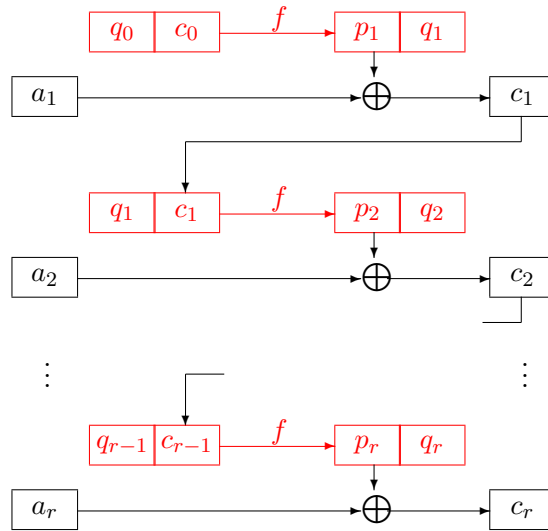 q₀ c₀ f p₁ q₁
a₁ ⊕ c₁
q₁ c₁ f p₂ q₂
a₂ ⊕ c₂
⋮ ⋮
qᵣ₋₁ cᵣ₋₁ f pᵣ qᵣ
aᵣ ⊕ cᵣ